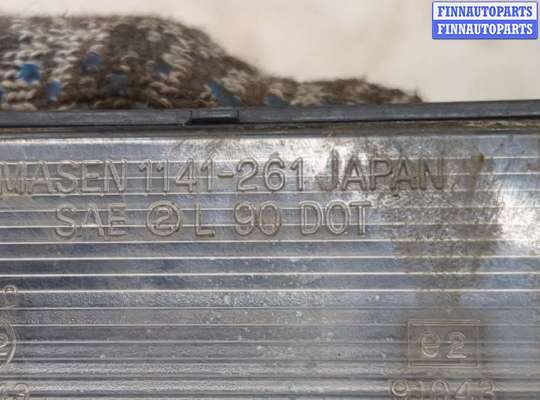 FINNAUTOPARTS
FINNAUTOPARTS
MASEN 1141-261 JAPAN
SAE ② L 90 DOT
e2
91043